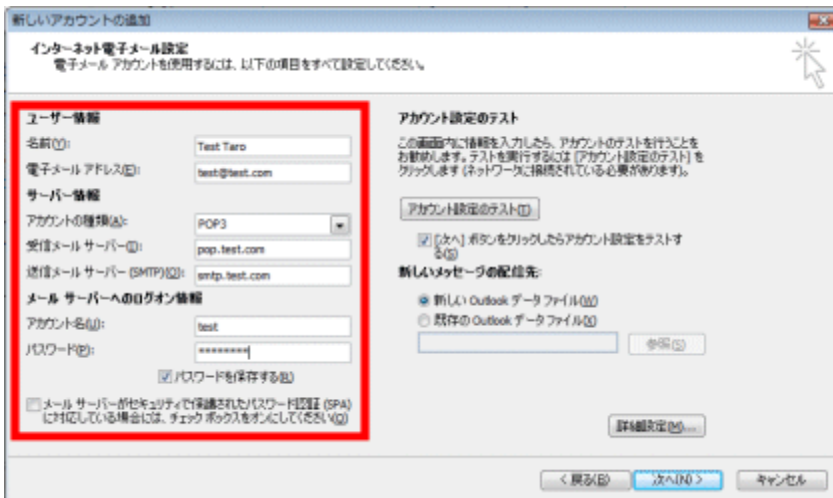 新しいアカウントの追加
インターネット電子メール設定
電子メール アカウントを使用するには、以下の項目をすべて設定してください。
ユーザー情報
名前(Y):
Test Taro
電子メール アドレス(E):
test@test.com
サーバー情報
アカウントの種類(A):
POP3
受信メール サーバー(I):
pop.test.com
送信メール サーバー (SMTP)(O):
smtp.test.com
メール サーバーへのログオン情報
アカウント名(U):
test
パスワード(P):
********
パスワードを保存する(R)
メール サーバーがセキュリティで保護されたパスワード認証 (SPA)
に対応している場合には、チェック ボックスをオンにしてください(Q)
アカウント設定のテスト
この画面内に情報を入力したら、アカウントのテストを行うことを
お勧めします。テストを実行するには [アカウント設定のテスト] を
クリックします (ネットワークに接続されている必要があります)。
アカウント設定のテスト(T)
[次へ] ボタンをクリックしたらアカウント設定をテストす
る(S)
新しいメッセージの配信先:
新しい Outlook データ ファイル(W)
既存の Outlook データ ファイル(X)
参照(S)
詳細設定(M)...
< 戻る(B)
次へ(N) >
キャンセル